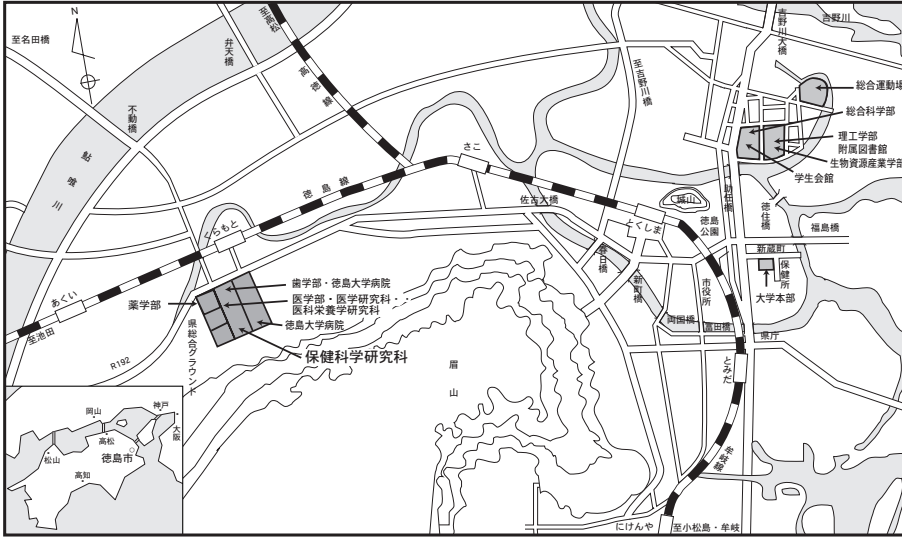 N
至名田橋
弁天橋
至高松
高徳線
不動橋
鮎喰川
至吉野川橋
吉野川大橋
吉野川
総合運動場
総合科学部
理工学部
附属図書館
生物資源産業学部
学生会館
さこ
徳島線
佐古大橋
城山
とくしま
徳島公園
助任橋
徳住橋
福島橋
新蔵町
保健所
大学本部
くらもと
春日橋
新町橋
市役所
両国橋
富田橋
県庁
とみだ
あくい
至池田
薬学部
歯学部・徳島大学病院
医学部・医学研究科・
医科栄養学研究科
徳島大学病院
保健科学研究科
県総合グラウンド
R192
眉山
牟岐線
にけんや
至小松島・牟岐
岡山
神戸
大阪
高松
松山
徳島市
高知